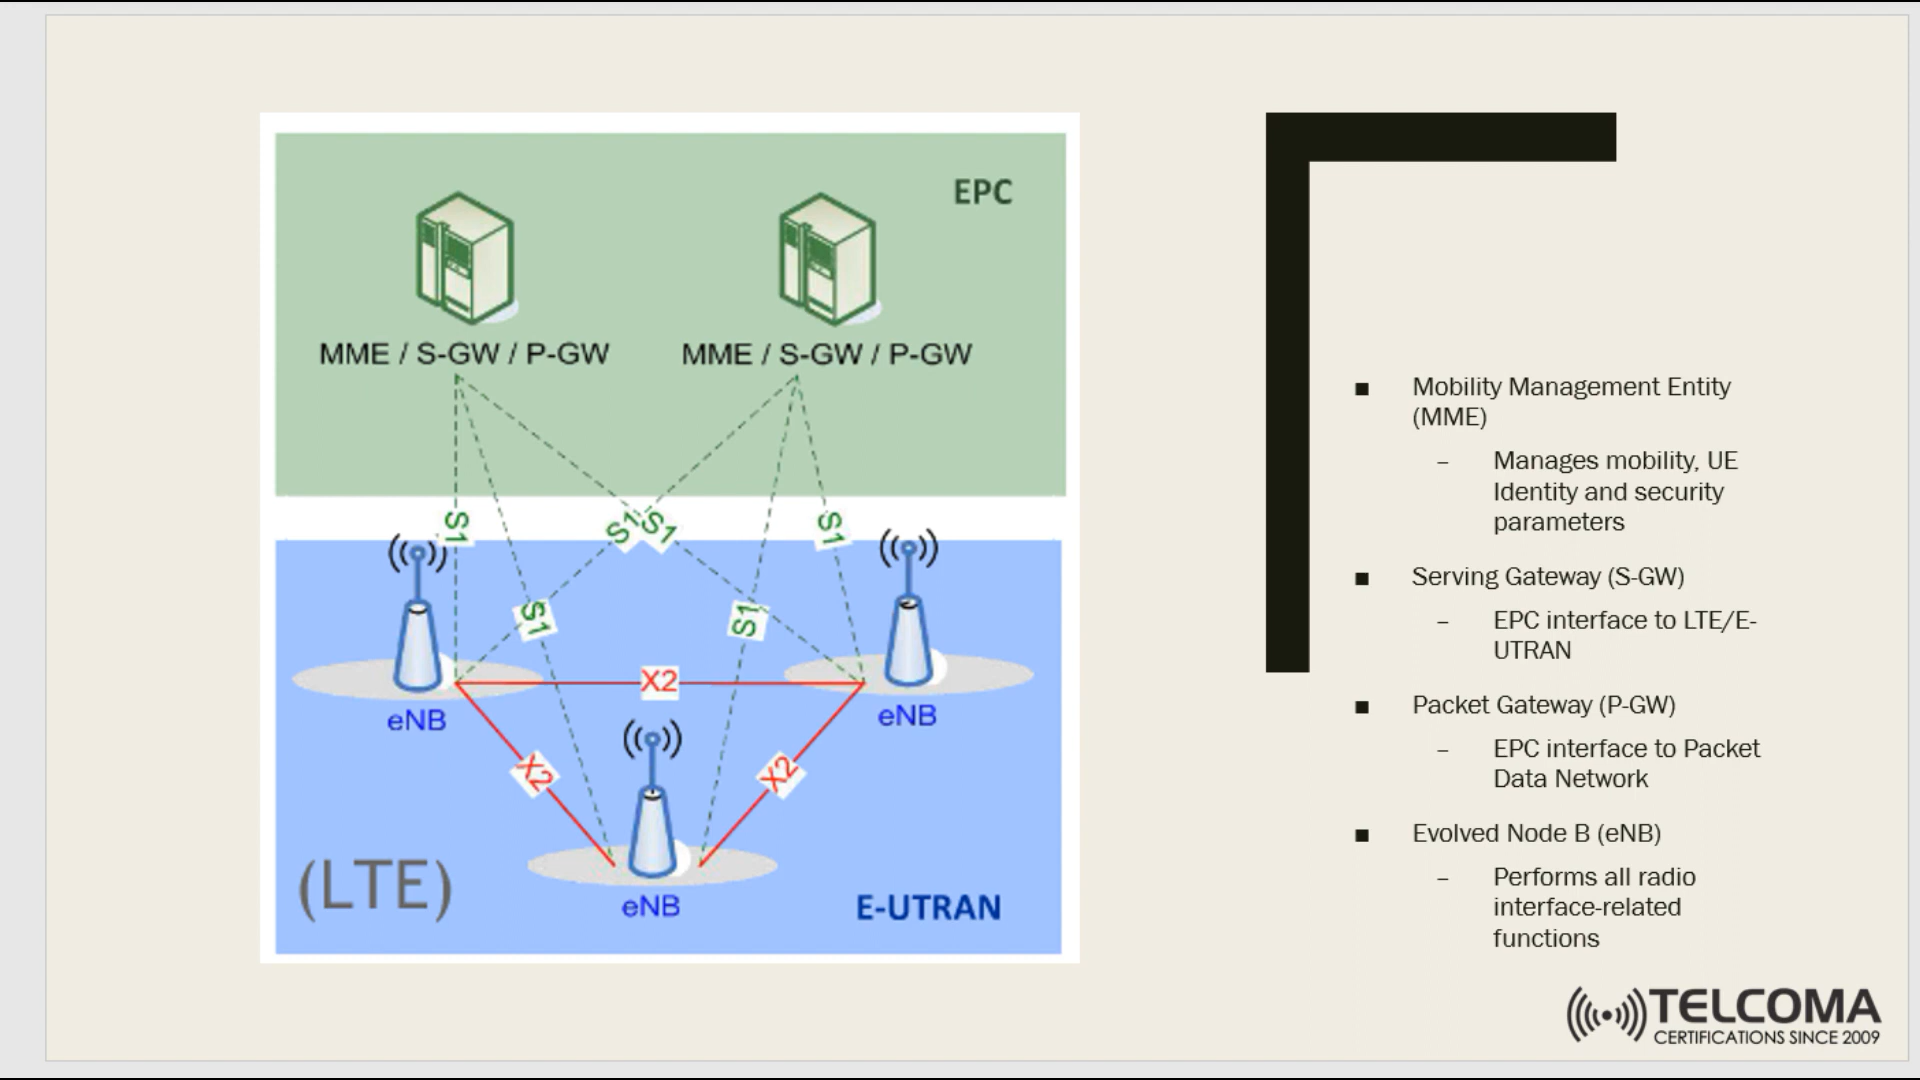 EPC
MME / S-GW / P-GW
MME / S-GW / P-GW
S1
S1
S1
S1
S1
S1
X2
eNB
eNB
X2
X2
(LTE)
eNB
E-UTRAN
■ Mobility Management Entity
(MME)
– Manages mobility, UE
Identity and security
parameters
■ Serving Gateway (S-GW)
– EPC interface to LTE/E-
UTRAN
■ Packet Gateway (P-GW)
– EPC interface to Packet
Data Network
■ Evolved Node B (eNB)
– Performs all radio
interface-related
functions
TELCOMA
CERTIFICATIONS SINCE 2009